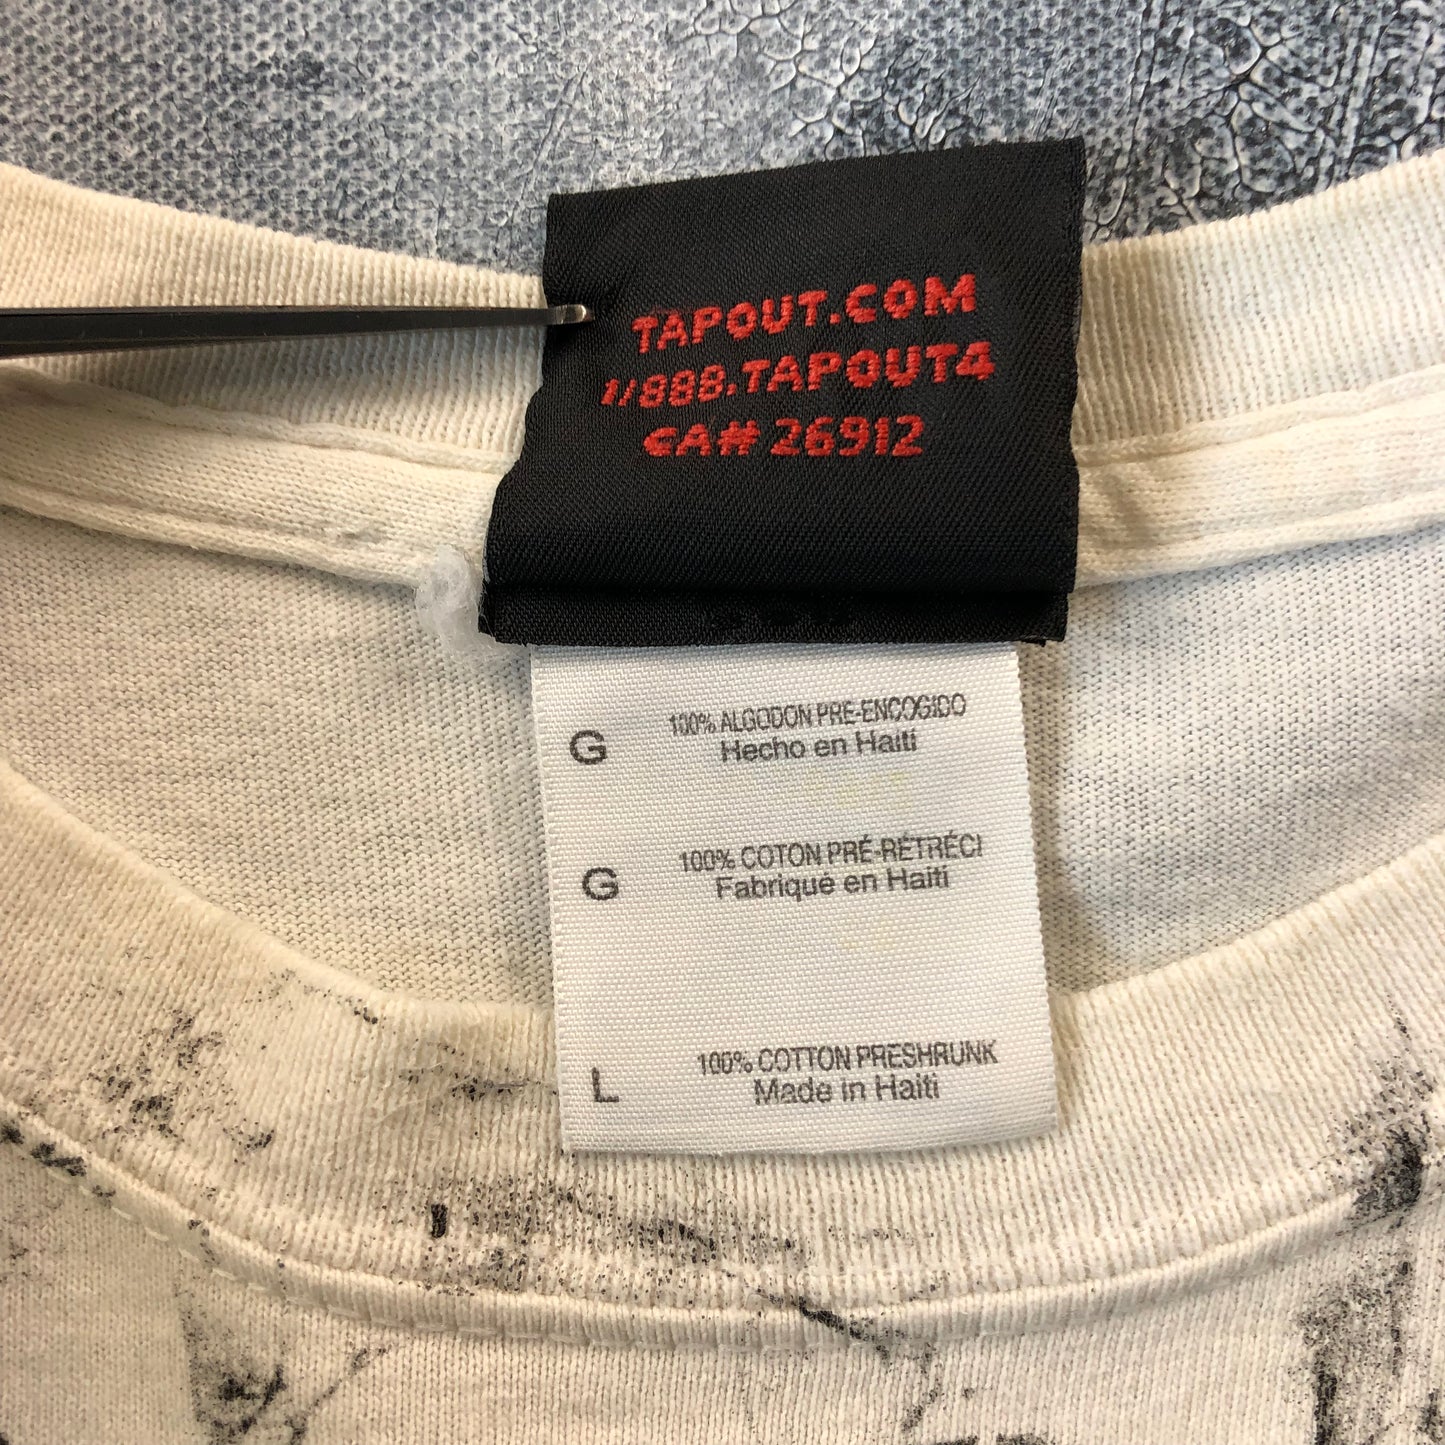 TAPOUT.COM
1/888.TAPOUT4
CA# 26912
G
100% ALGODON PRE-ENCOGIDO
Hecho en Haiti
G
100% COTON PRÉ-RÉTRÉCI
Fabriqué en Haiti
L
100% COTTON PRESHRUNK
Made in Haiti